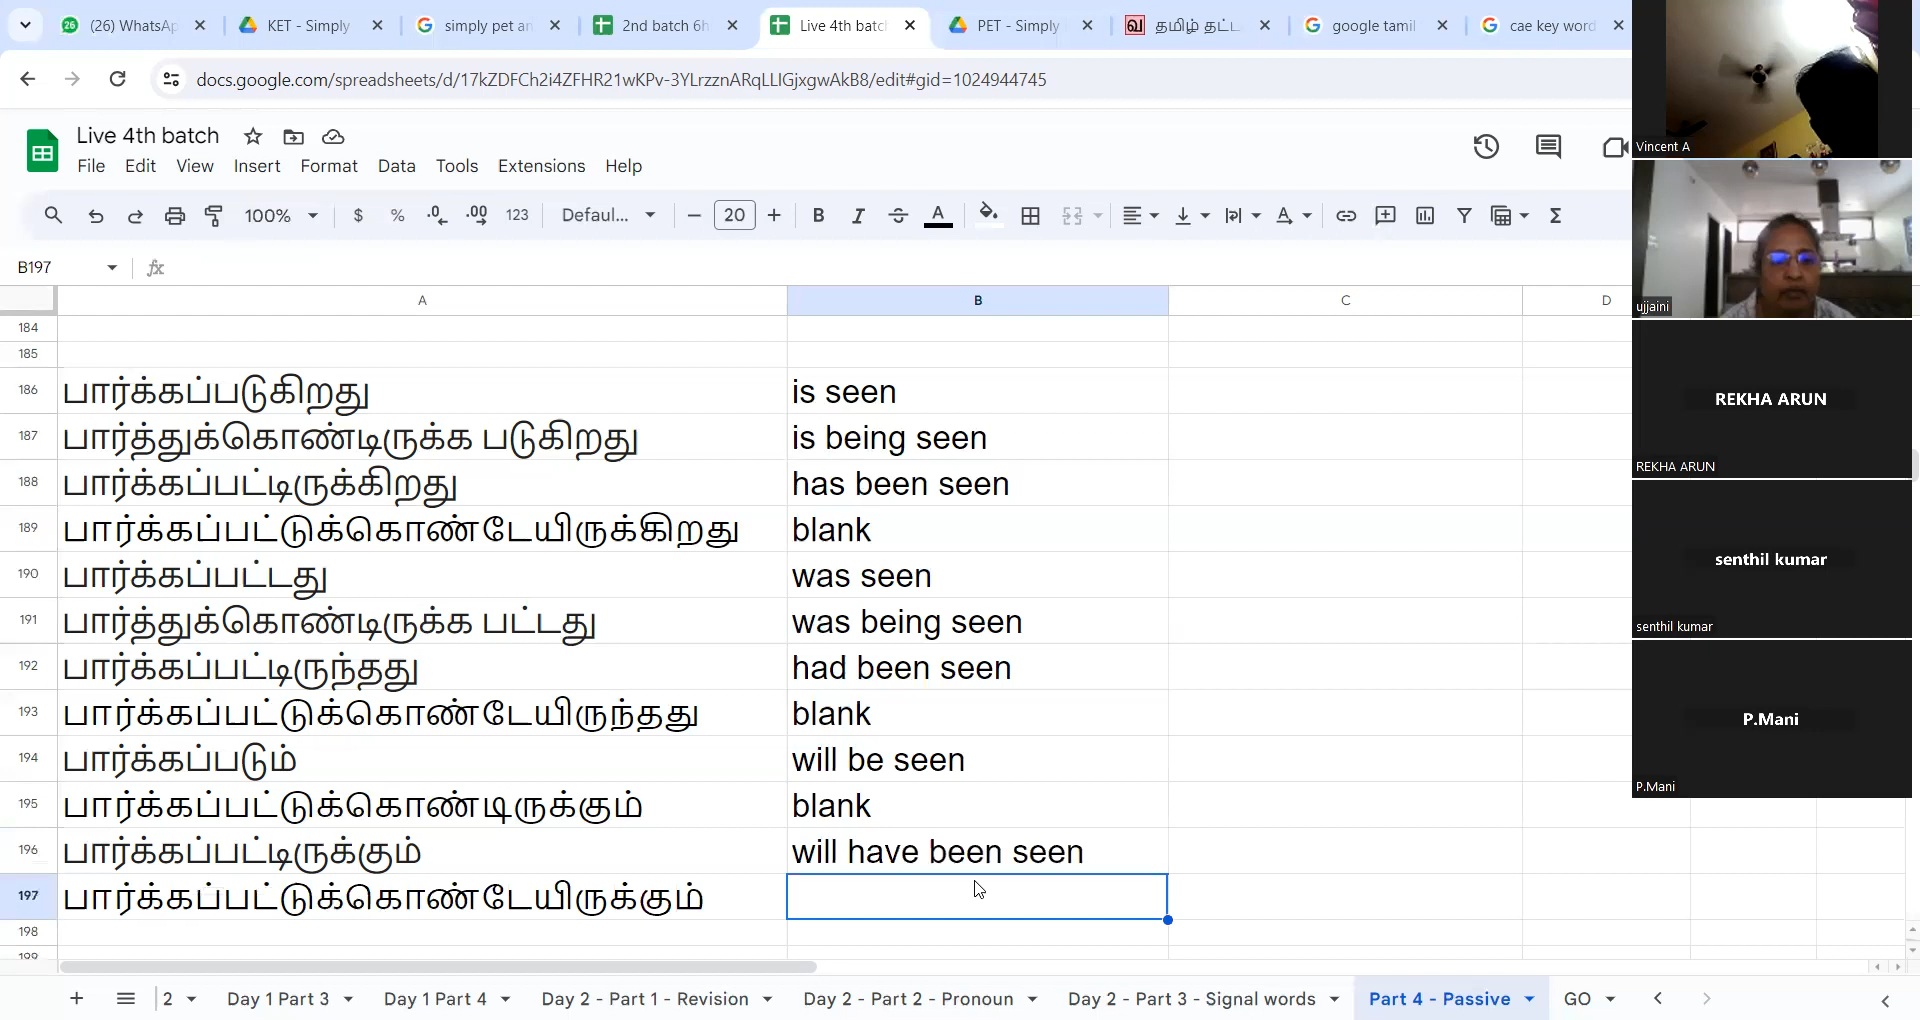 (26) WhatsAp
KET - Simply
simply pet an
2nd batch 6h
Live 4th batch
PET - Simply
தமிழ் தட்ட
google tamil
cae key word
docs.google.com/spreadsheets/d/17kZDFCh2i4ZFHR21wKPv-3YLrzznARqLLlGjxgwAkB8/edit#gid=1024944745
Live 4th batch
File Edit View Insert Format Data Tools Extensions Help
100% $ % .0 .00 123 Defaul... 20 B I S A
B197 fx
A B C D
184
185
186 பார்க்கப்படுகிறது is seen
187 பார்த்துக்கொண்டிருக்க படுகிறது is being seen
188 பார்க்கப்பட்டிருக்கிறது has been seen
189 பார்க்கப்பட்டுக்கொண்டேயிருக்கிறது blank
190 பார்க்கப்பட்டது was seen
191 பார்த்துக்கொண்டிருக்க பட்டது was being seen
192 பார்க்கப்பட்டிருந்தது had been seen
193 பார்க்கப்பட்டுக்கொண்டேயிருந்தது blank
194 பார்க்கப்படும் will be seen
195 பார்க்கப்பட்டுக்கொண்டிருக்கும் blank
196 பார்க்கப்பட்டிருக்கும் will have been seen
197 பார்க்கப்பட்டுக்கொண்டேயிருக்கும்
198
199
2 Day 1 Part 3 Day 1 Part 4 Day 2 - Part 1 - Revision Day 2 - Part 2 - Pronoun Day 2 - Part 3 - Signal words Part 4 - Passive GO
Vincent A
ujjaini
REKHA ARUN
REKHA ARUN
senthil kumar
senthil kumar
P.Mani
P.Mani